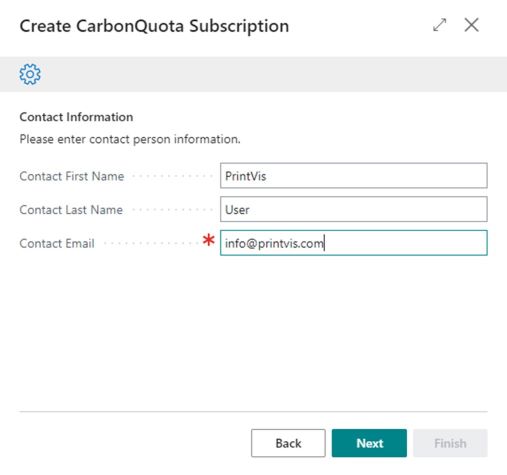 Create CarbonQuota Subscription
Contact Information
Please enter contact person information.
Contact First Name PrintVis
Contact Last Name User
Contact Email * info@printvis.com
Back Next Finish